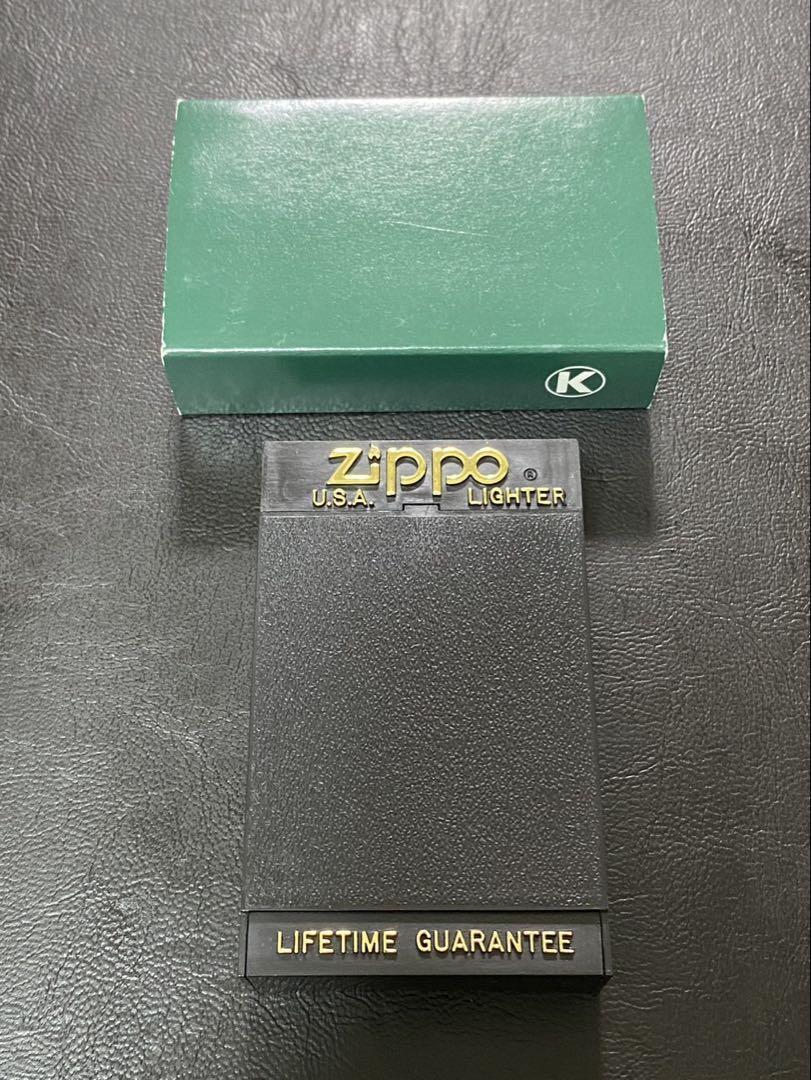 K
Zippo ®
U.S.A. LIGHTER
LIFETIME GUARANTEE